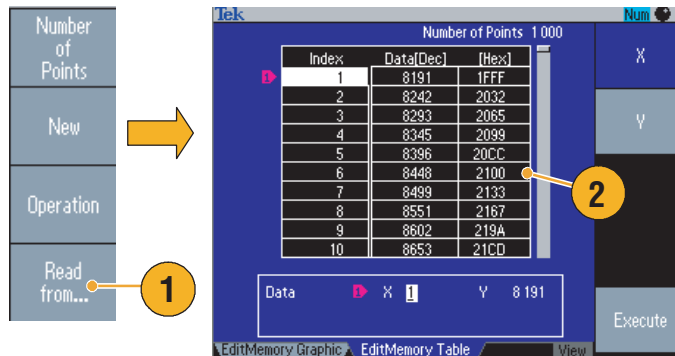 Number
of
Points
New
Operation
Read
from...
1
Tek
Num
Number of Points 1 000
Index Data[Dec] [Hex]
1 1 8191 1FFF
2 8242 2032
3 8293 2065
4 8345 2099
5 8396 20CC
6 8448 2100
7 8499 2133
8 8551 2167
9 8602 219A
10 8653 21CD
2
Data 1 X 1 Y 8 191
X
Y
Execute
EditMemory Graphic EditMemory Table View